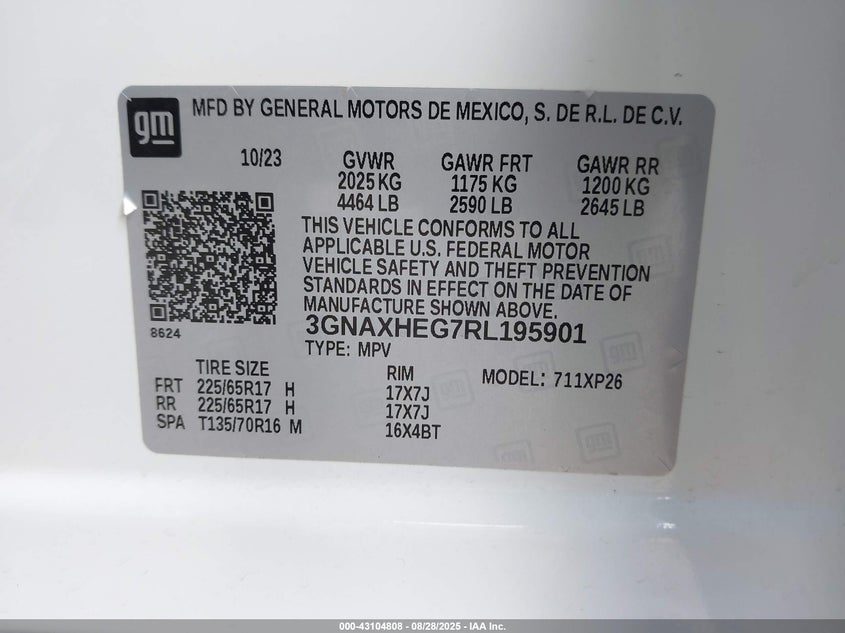 gm
MFD BY GENERAL MOTORS DE MEXICO, S. DE R.L. DE C.V.
10/23 GVWR GAWR FRT GAWR RR
2025 KG 1175 KG 1200 KG
4464 LB 2590 LB 2645 LB
THIS VEHICLE CONFORMS TO ALL
APPLICABLE U.S. FEDERAL MOTOR
VEHICLE SAFETY AND THEFT PREVENTION
STANDARDS IN EFFECT ON THE DATE OF
MANUFACTURE SHOWN ABOVE.
8624
3GNAXHEG7RL195901
TYPE: MPV
TIRE SIZE RIM MODEL: 711XP26
FRT 225/65R17 H 17X7J
RR 225/65R17 H 17X7J
SPA T135/70R16 M 16X4BT
gm
000-43104808 - 08/28/2025 - IAA Inc.